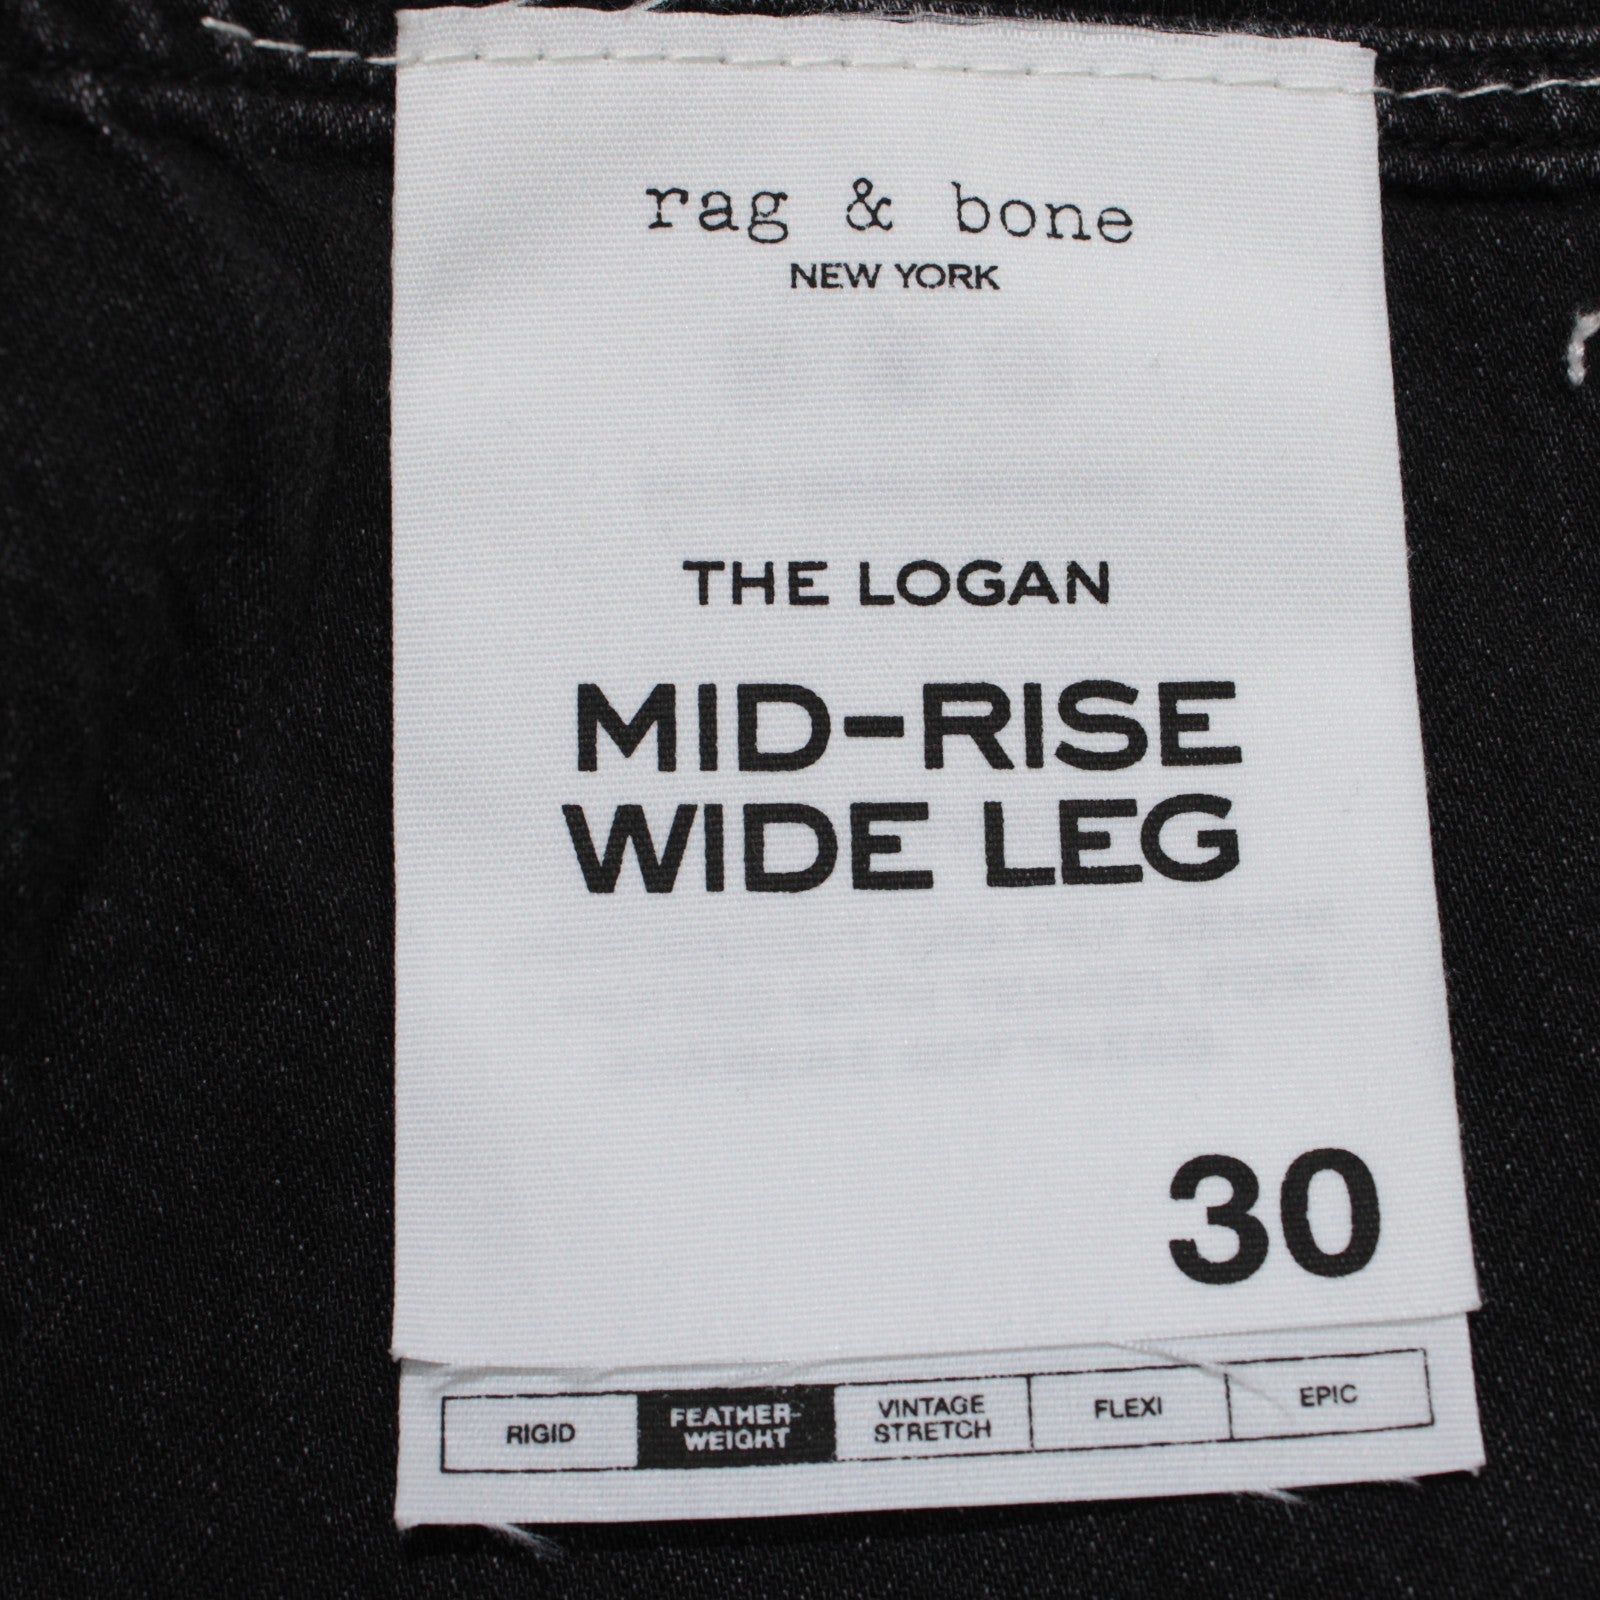 rag & bone
NEW YORK
THE LOGAN
MID-RISE
WIDE LEG
30
RIGID
FEATHER-
WEIGHT
VINTAGE
STRETCH
FLEXI
EPIC